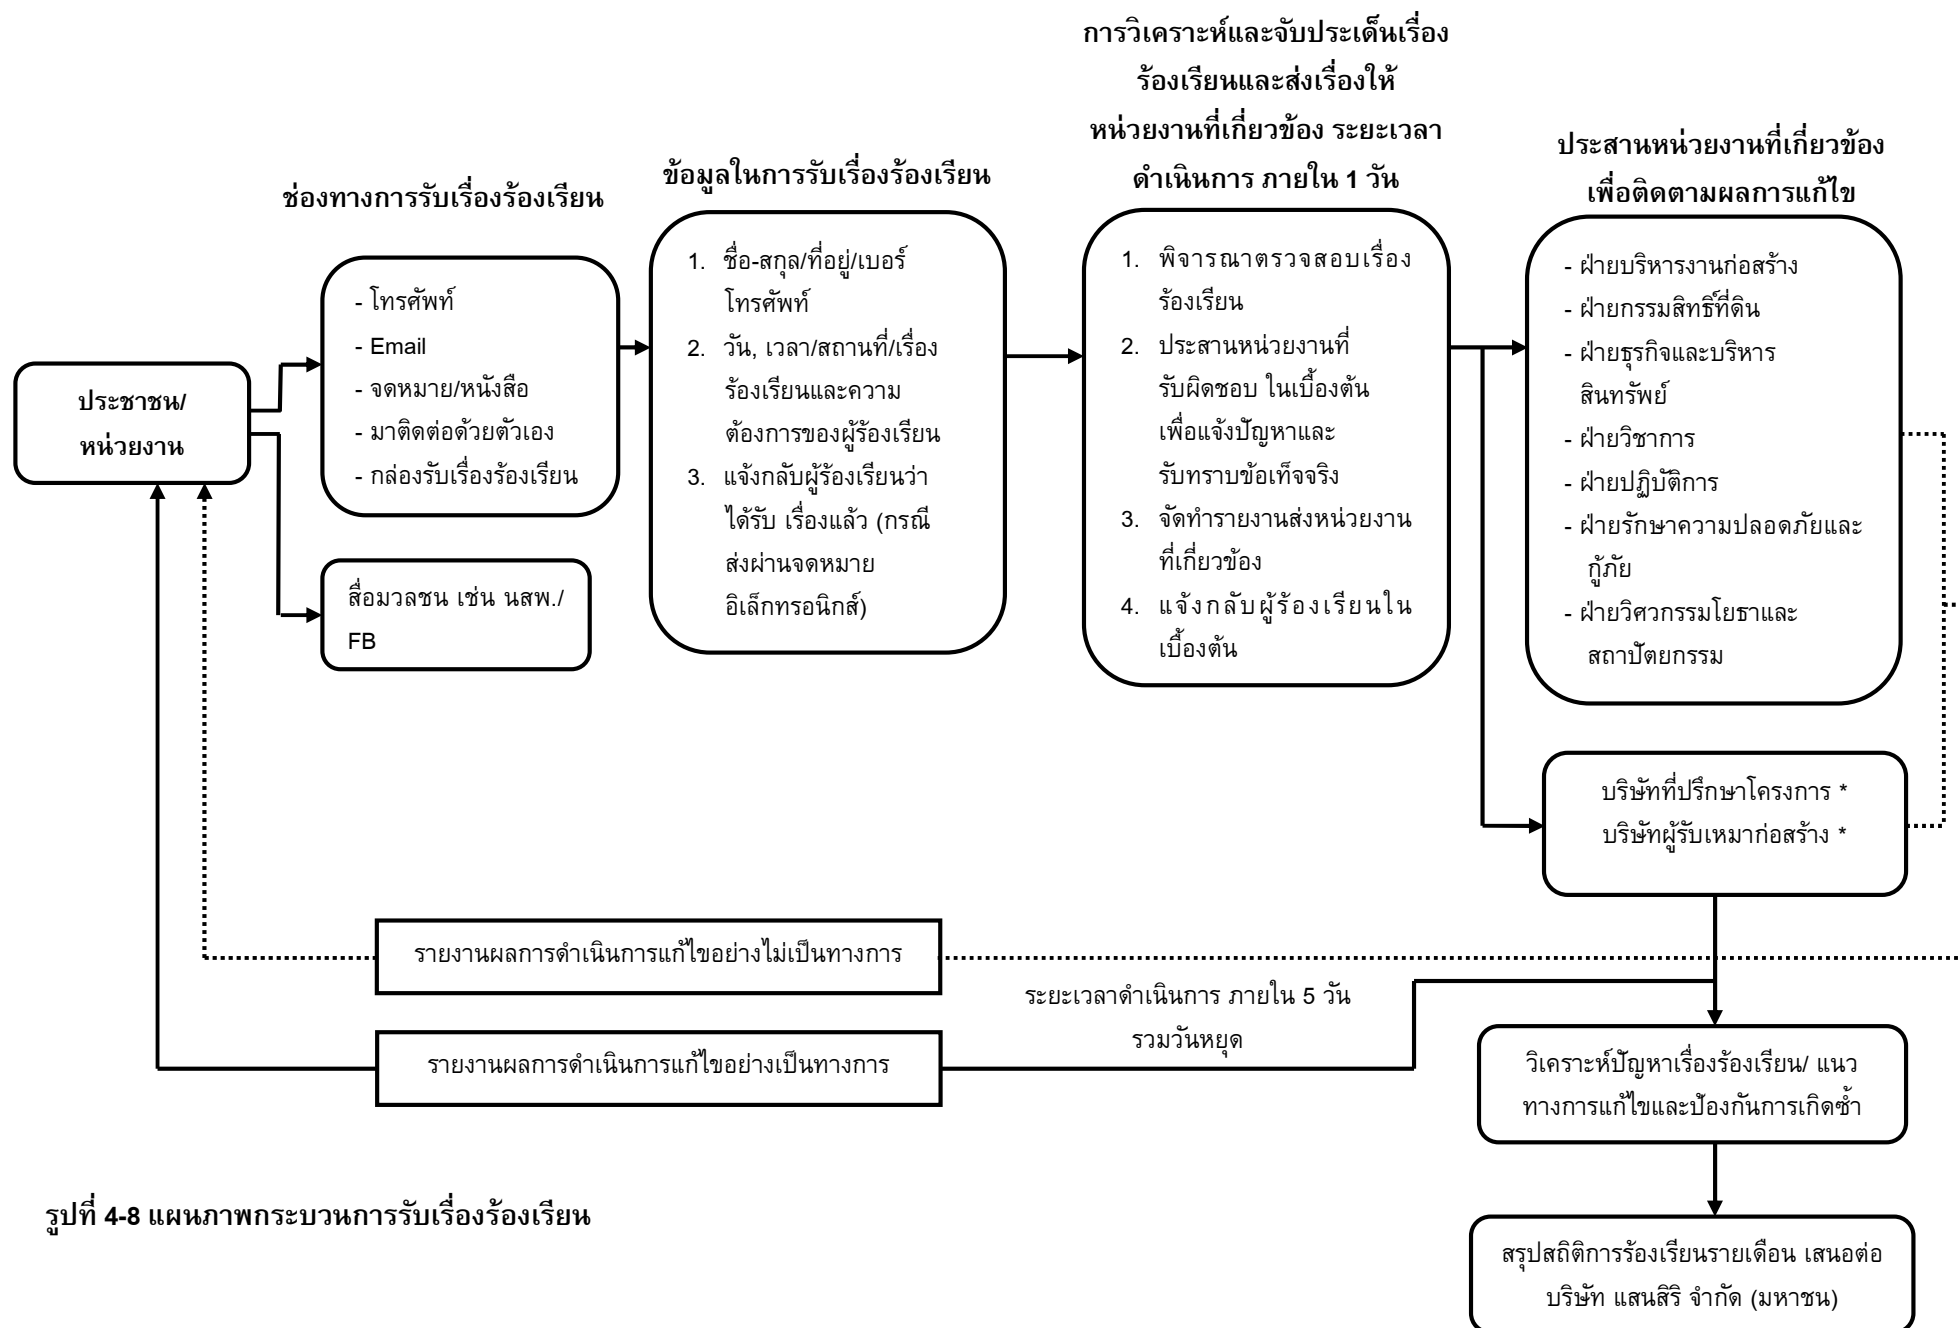 การวิเคราะห์และจับประเด็นเรื่อง
ร้องเรียนและส่งเรื่องให้
หน่วยงานที่เกี่ยวข้อง ระยะเวลา
ดำเนินการ ภายใน 1 วัน
ประสานหน่วยงานที่เกี่ยวข้อง
เพื่อติดตามผลการแก้ไข
ข้อมูลในการรับเรื่องร้องเรียน
ช่องทางการรับเรื่องร้องเรียน
ประชาชน/
หน่วยงาน
- โทรศัพท์
- Email
- จดหมาย/หนังสือ
- มาติดต่อด้วยตัวเอง
- กล่องรับเรื่องร้องเรียน
สื่อมวลชน เช่น นสพ./
FB
1. ชื่อ-สกุล/ที่อยู่/เบอร์
โทรศัพท์
2. วัน, เวลา/สถานที่/เรื่อง
ร้องเรียนและความ
ต้องการของผู้ร้องเรียน
3. แจ้งกลับผู้ร้องเรียนว่า
ได้รับ เรื่องแล้ว (กรณี
ส่งผ่านจดหมาย
อิเล็กทรอนิกส์)
1. พิจารณาตรวจสอบเรื่อง
ร้องเรียน
2. ประสานหน่วยงานที่
รับผิดชอบ ในเบื้องต้น
เพื่อแจ้งปัญหาและ
รับทราบข้อเท็จจริง
3. จัดทำรายงานส่งหน่วยงาน
ที่เกี่ยวข้อง
4. แจ้งกลับผู้ร้องเรียนใน
เบื้องต้น
- ฝ่ายบริหารงานก่อสร้าง
- ฝ่ายกรรมสิทธิ์ที่ดิน
- ฝ่ายธุรกิจและบริหาร
สินทรัพย์
- ฝ่ายวิชาการ
- ฝ่ายปฏิบัติการ
- ฝ่ายรักษาความปลอดภัยและ
กู้ภัย
- ฝ่ายวิศวกรรมโยธาและ
สถาปัตยกรรม
บริษัทที่ปรึกษาโครงการ *
บริษัทผู้รับเหมาก่อสร้าง *
รายงานผลการดำเนินการแก้ไขอย่างไม่เป็นทางการ
ระยะเวลาดำเนินการ ภายใน 5 วัน
รวมวันหยุด
รายงานผลการดำเนินการแก้ไขอย่างเป็นทางการ
วิเคราะห์ปัญหาเรื่องร้องเรียน/ แนว
ทางการแก้ไขและป้องกันการเกิดซ้ำ
รูปที่ 4-8 แผนภาพกระบวนการรับเรื่องร้องเรียน
สรุปสถิติการร้องเรียนรายเดือน เสนอต่อ
บริษัท แสนสิริ จำกัด (มหาชน)